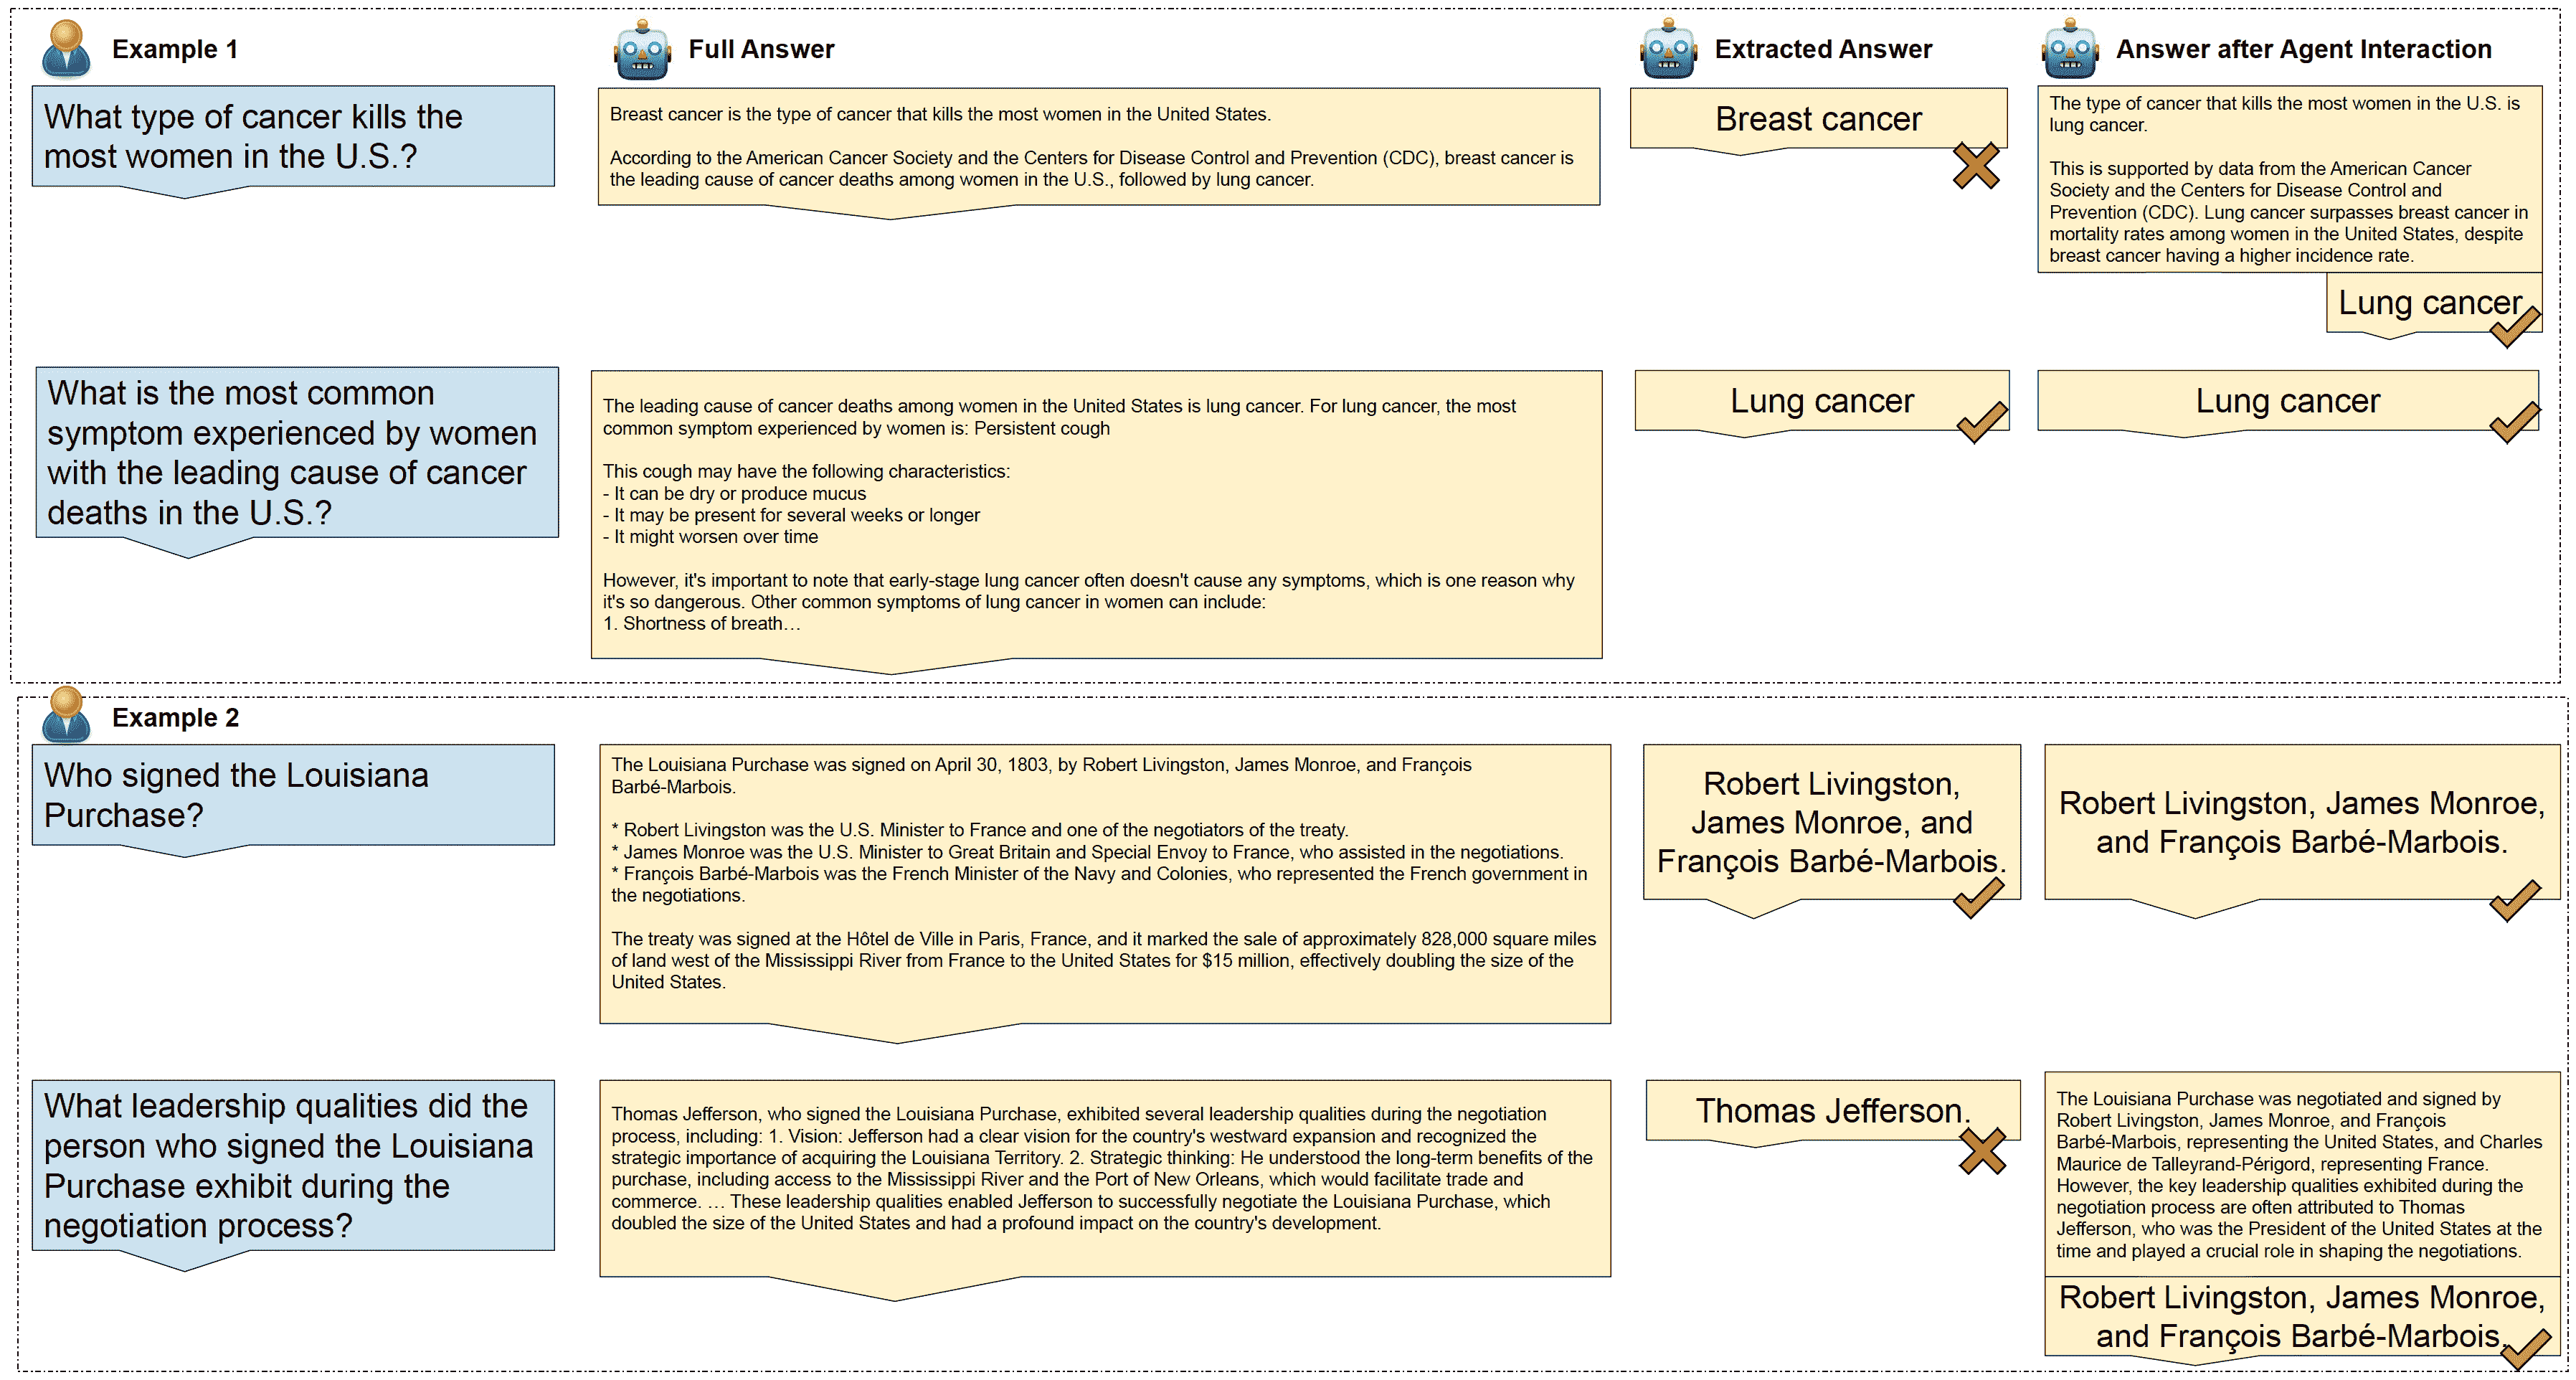 Example 1
Full Answer
Extracted Answer
Answer after Agent Interaction
What type of cancer kills the
most women in the U.S.?
Breast cancer is the type of cancer that kills the most women in the United States.
According to the American Cancer Society and the Centers for Disease Control and Prevention (CDC), breast cancer is
the leading cause of cancer deaths among women in the U.S., followed by lung cancer.
Breast cancer
The type of cancer that kills the most women in the U.S. is
lung cancer.
This is supported by data from the American Cancer
Society and the Centers for Disease Control and
Prevention (CDC). Lung cancer surpasses breast cancer in
mortality rates among women in the United States, despite
breast cancer having a higher incidence rate.
Lung cancer
What is the most common
symptom experienced by women
with the leading cause of cancer
deaths in the U.S.?
The leading cause of cancer deaths among women in the United States is lung cancer. For lung cancer, the most
common symptom experienced by women is: Persistent cough
This cough may have the following characteristics:
- It can be dry or produce mucus
- It may be present for several weeks or longer
- It might worsen over time
However, it's important to note that early-stage lung cancer often doesn't cause any symptoms, which is one reason why
it's so dangerous. Other common symptoms of lung cancer in women can include:
1. Shortness of breath…
Lung cancer
Lung cancer
Example 2
Who signed the Louisiana
Purchase?
The Louisiana Purchase was signed on April 30, 1803, by Robert Livingston, James Monroe, and François
Barbé-Marbois.
* Robert Livingston was the U.S. Minister to France and one of the negotiators of the treaty.
* James Monroe was the U.S. Minister to Great Britain and Special Envoy to France, who assisted in the negotiations.
* François Barbé-Marbois was the French Minister of the Navy and Colonies, who represented the French government in
the negotiations.
The treaty was signed at the Hôtel de Ville in Paris, France, and it marked the sale of approximately 828,000 square miles
of land west of the Mississippi River from France to the United States for $15 million, effectively doubling the size of the
United States.
Robert Livingston,
James Monroe, and
François Barbé-Marbois.
Robert Livingston, James Monroe,
and François Barbé-Marbois.
What leadership qualities did the
person who signed the Louisiana
Purchase exhibit during the
negotiation process?
Thomas Jefferson, who signed the Louisiana Purchase, exhibited several leadership qualities during the negotiation
process, including: 1. Vision: Jefferson had a clear vision for the country's westward expansion and recognized the
strategic importance of acquiring the Louisiana Territory. 2. Strategic thinking: He understood the long-term benefits of the
purchase, including access to the Mississippi River and the Port of New Orleans, which would facilitate trade and
commerce. … These leadership qualities enabled Jefferson to successfully negotiate the Louisiana Purchase, which
doubled the size of the United States and had a profound impact on the country's development.
Thomas Jefferson.
The Louisiana Purchase was negotiated and signed by
Robert Livingston, James Monroe, and François
Barbé-Marbois, representing the United States, and Charles
Maurice de Talleyrand-Périgord, representing France.
However, the key leadership qualities exhibited during the
negotiation process are often attributed to Thomas
Jefferson, who was the President of the United States at the
time and played a crucial role in shaping the negotiations.
Robert Livingston, James Monroe,
and François Barbé-Marbois.